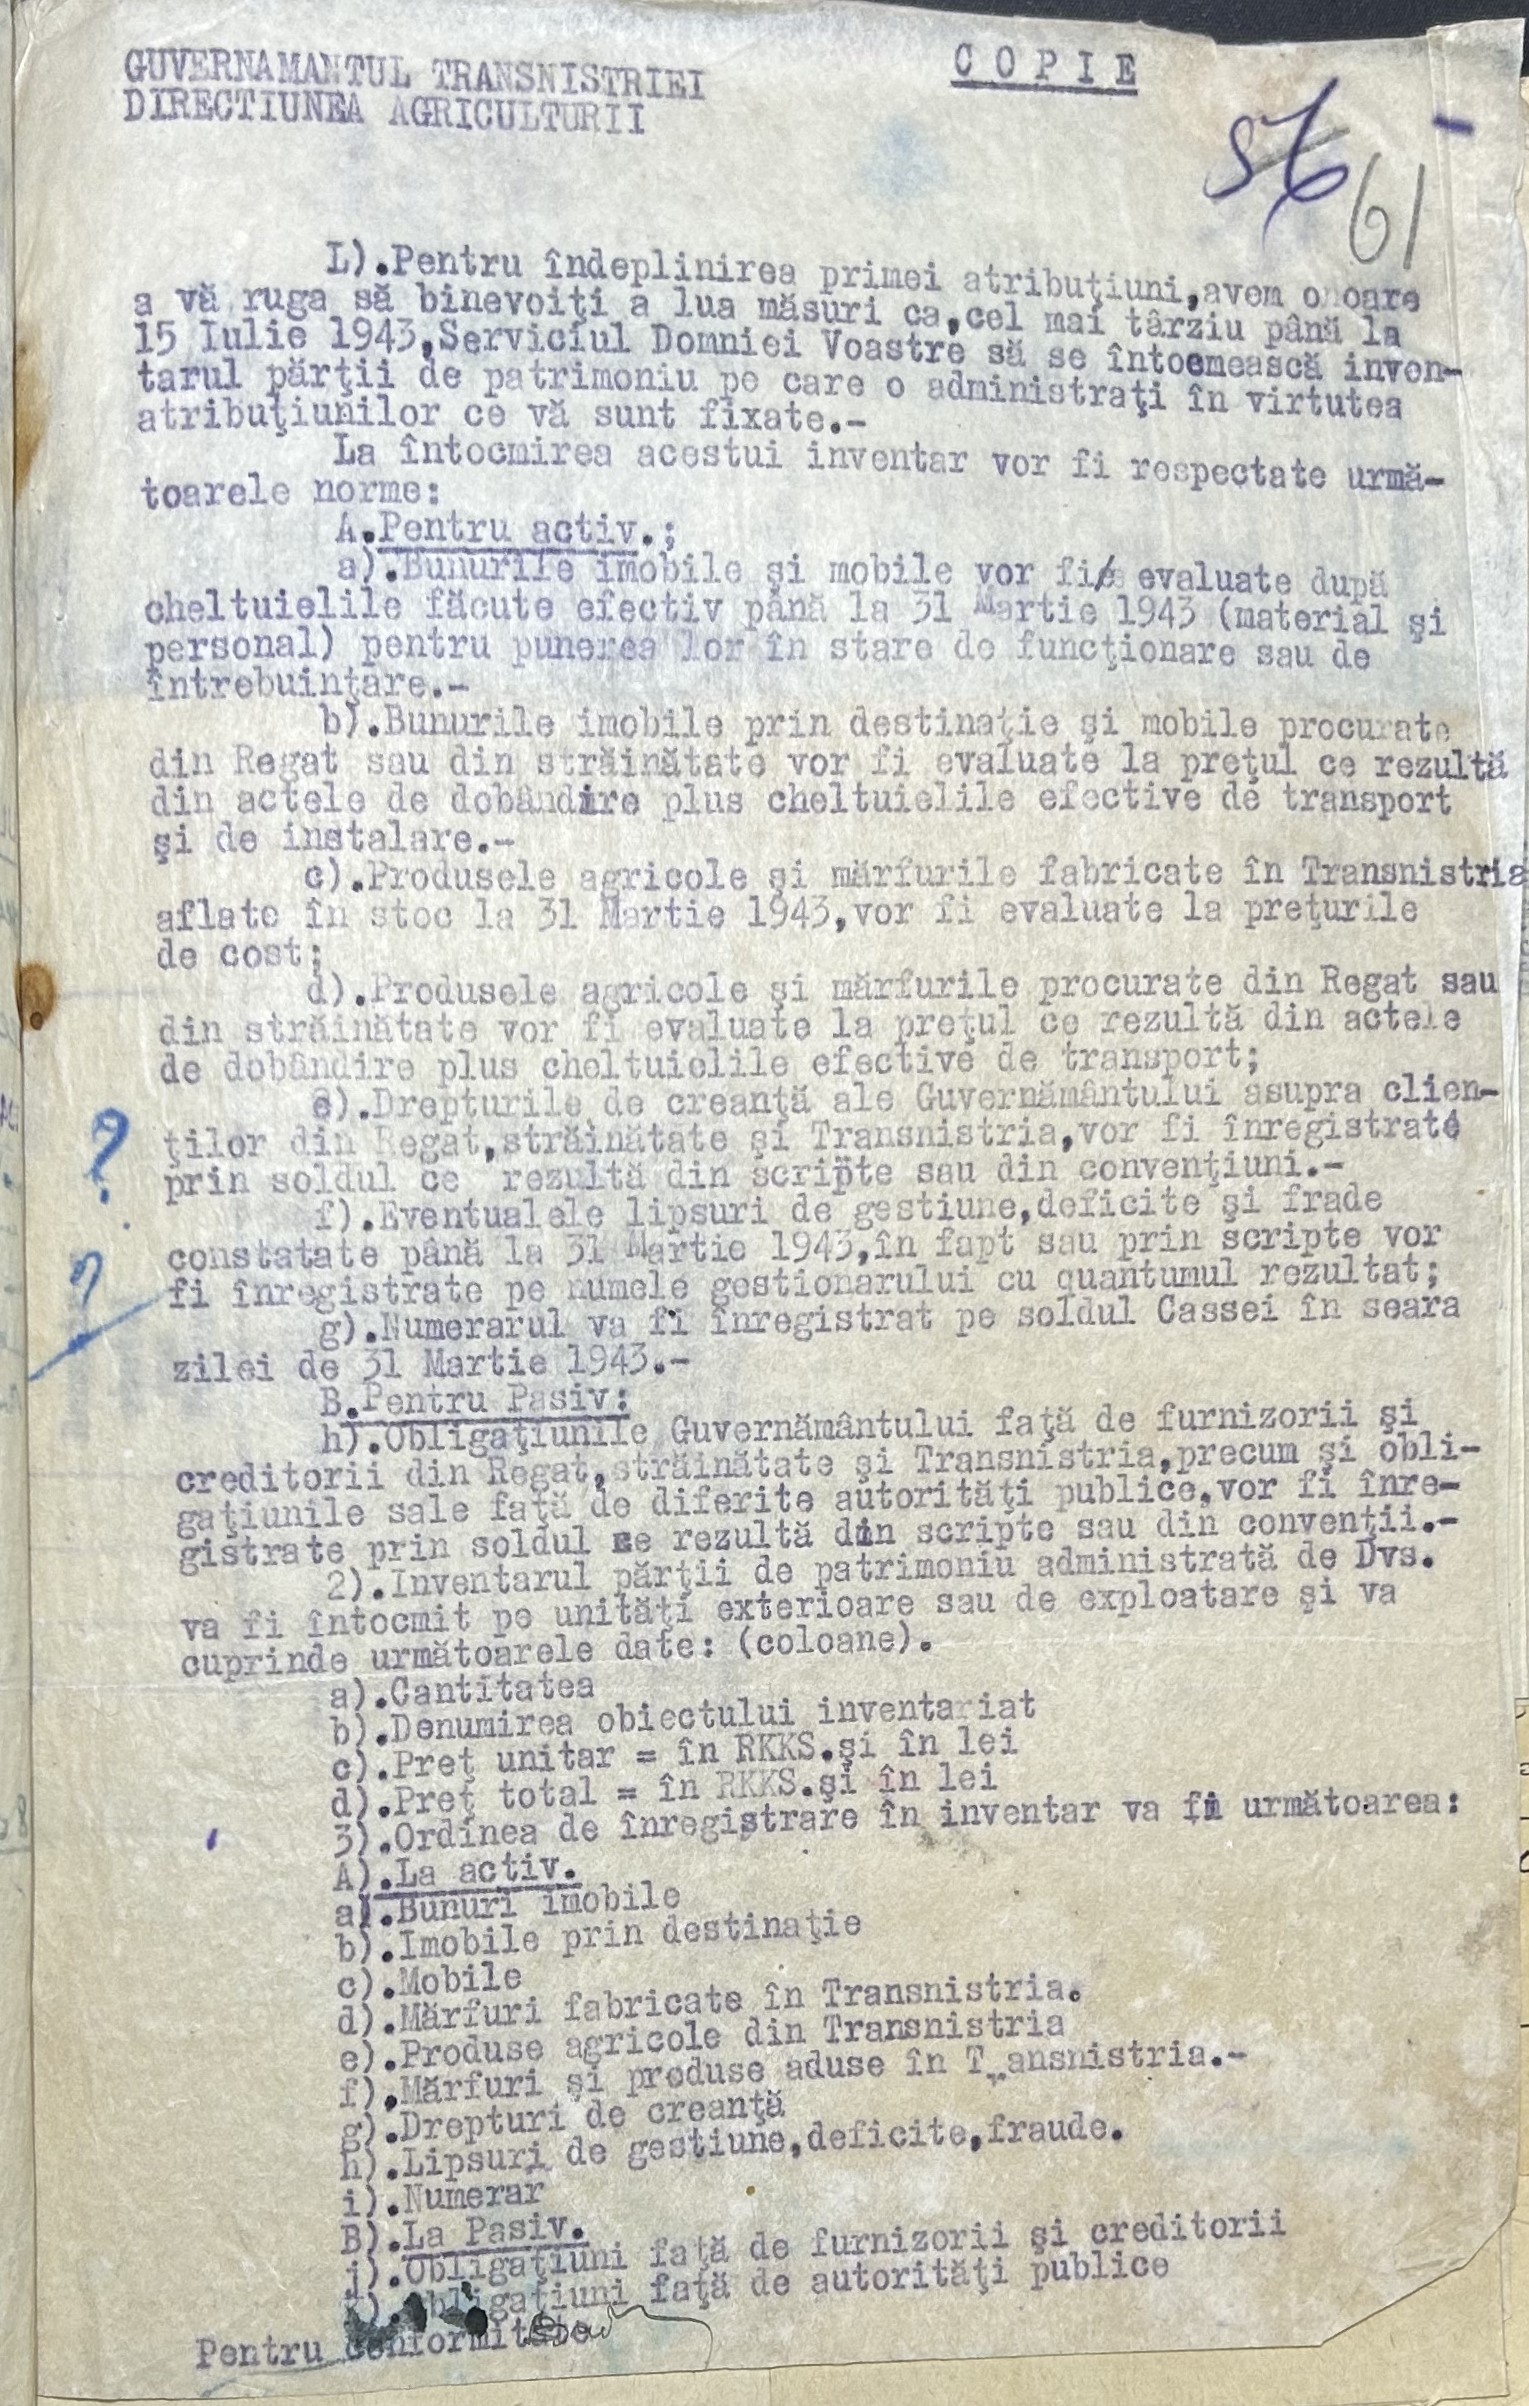 GUVERNAMANTUL TRANSNISTRIEI
DIRECTIUNEA AGRICULTURII
COPIE
56
61
L).Pentru îndeplinirea primei atribuţiuni,avem onoare
a vă ruga să binevoiţi a lua măsuri ca,cel mai târziu până la
15 Iulie 1943,Serviciul Domniei Voastre să se întocmească inven-
tarul părţii de patrimoniu pe care o administraţi în virtutea
atribuţiunilor ce vă sunt fixate.-
La întocmirea acestui inventar vor fi respectate urmă-
toarele norme:
A.Pentru activ.;
a).Bunurile imobile şi mobile vor fi evaluate după
cheltuielile făcute efectiv până la 31 Martie 1943 (material şi
personal) pentru punerea lor în stare de funcţionare sau de
întrebuinţare.-
b).Bunurile imobile prin destinaţie şi mobile procurate
din Regat sau din străinătate vor fi evaluate la preţul ce rezultă
din actele de dobândire plus cheltuielile efective de transport
şi de instalare.-
c).Produsele agricole şi mărfurile fabricate în Transnistria
aflate în stoc la 31 Martie 1943,vor fi evaluate la preţurile
de cost;
d).Produsele agricole şi mărfurile procurate din Regat sau
din străinătate vor fi evaluate la preţul ce rezultă din actele
de dobândire plus cheltuielile efective de transport;
e).Drepturile de creanţă ale Guvernământului asupra clien-
ţilor din Regat,străinătate şi Transnistria,vor fi înregistrate
?
prin soldul ce rezultă din scripte sau din convenţiuni.-
f).Eventualele lipsuri de gestiune,deficite şi frade
constatate până la 31 Martie 1943,în fapt sau prin scripte vor
?
fi înregistrate pe numele gestionarului cu quantumul rezultat;
g).Numerarul va fi înregistrat pe soldul Cassei în seara
zilei de 31 Martie 1943.-
B.Pentru Pasiv:
h).Obligaţiunile Guvernământului faţă de furnizorii şi
creditorii din Regat,străinătate şi Transnistria,precum şi obli-
gaţiunile sale faţă de diferite autorităţi publice,vor fi înre-
gistrate prin soldul ce rezultă din scripte sau din convenţii.-
2).Inventarul părţii de patrimoniu administrată de Dvs.
va fi întocmit pe unităţi exterioare sau de exploatare şi va
cuprinde următoarele date: (coloane).
a).Cantitatea
b).Denumirea obiectului inventariat
c).Preţ unitar = în RKKS.şi în lei
d).Preţ total = în RKKS.şi în lei
3).Ordinea de înregistrare în inventar va fi următoarea:
A).La activ.
a).Bunuri imobile
b).Imobile prin destinaţie
c).Mobile
d).Mărfuri fabricate în Transnistria.
e).Produse agricole din Transnistria
f).Mărfuri şi produse aduse în Transnistria.-
g).Drepturi de creanţă
h).Lipsuri de gestiune,deficite,fraude.
i).Numerar
B).La Pasiv.
j).Obligaţiuni faţă de furnizorii şi creditorii
k).Obligaţiuni faţă de autorităţi publice
Pentru conformitate